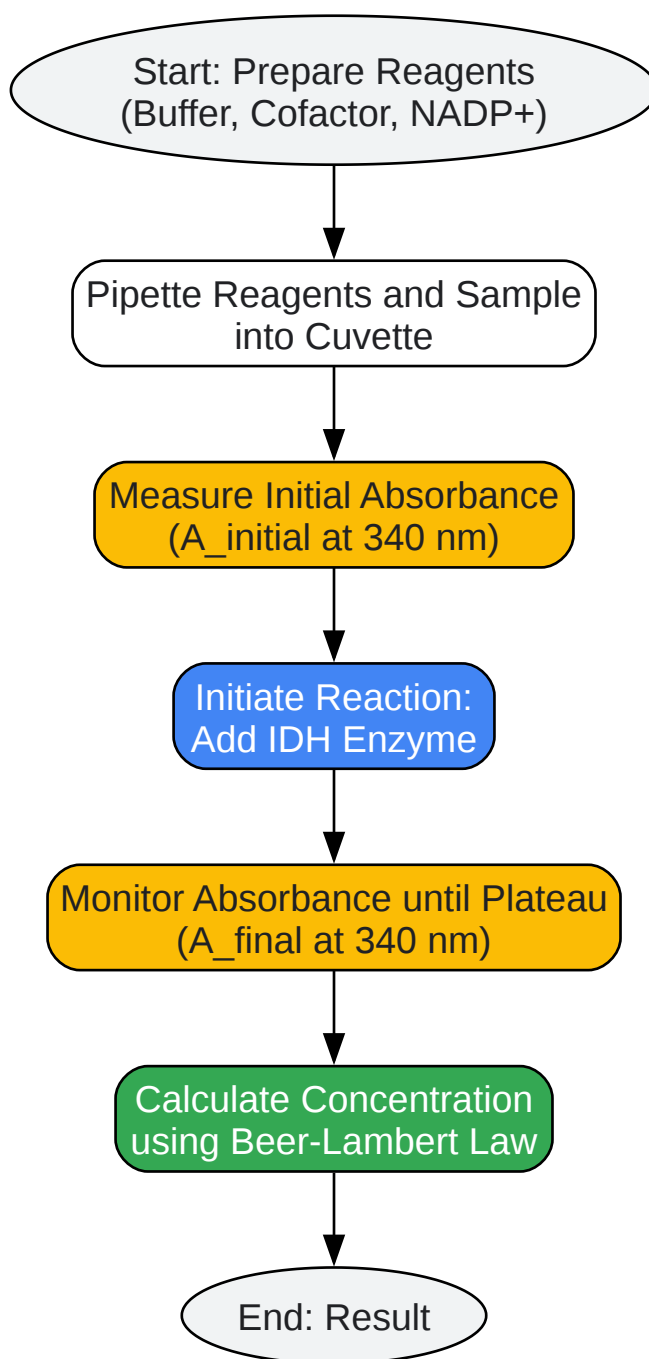 Start: Prepare Reagents
(Buffer, Cofactor, NADP+)
Pipette Reagents and Sample
into Cuvette
Measure Initial Absorbance
(A_initial at 340 nm)
Initiate Reaction:
Add IDH Enzyme
Monitor Absorbance until Plateau
(A_final at 340 nm)
Calculate Concentration
using Beer-Lambert Law
End: Result